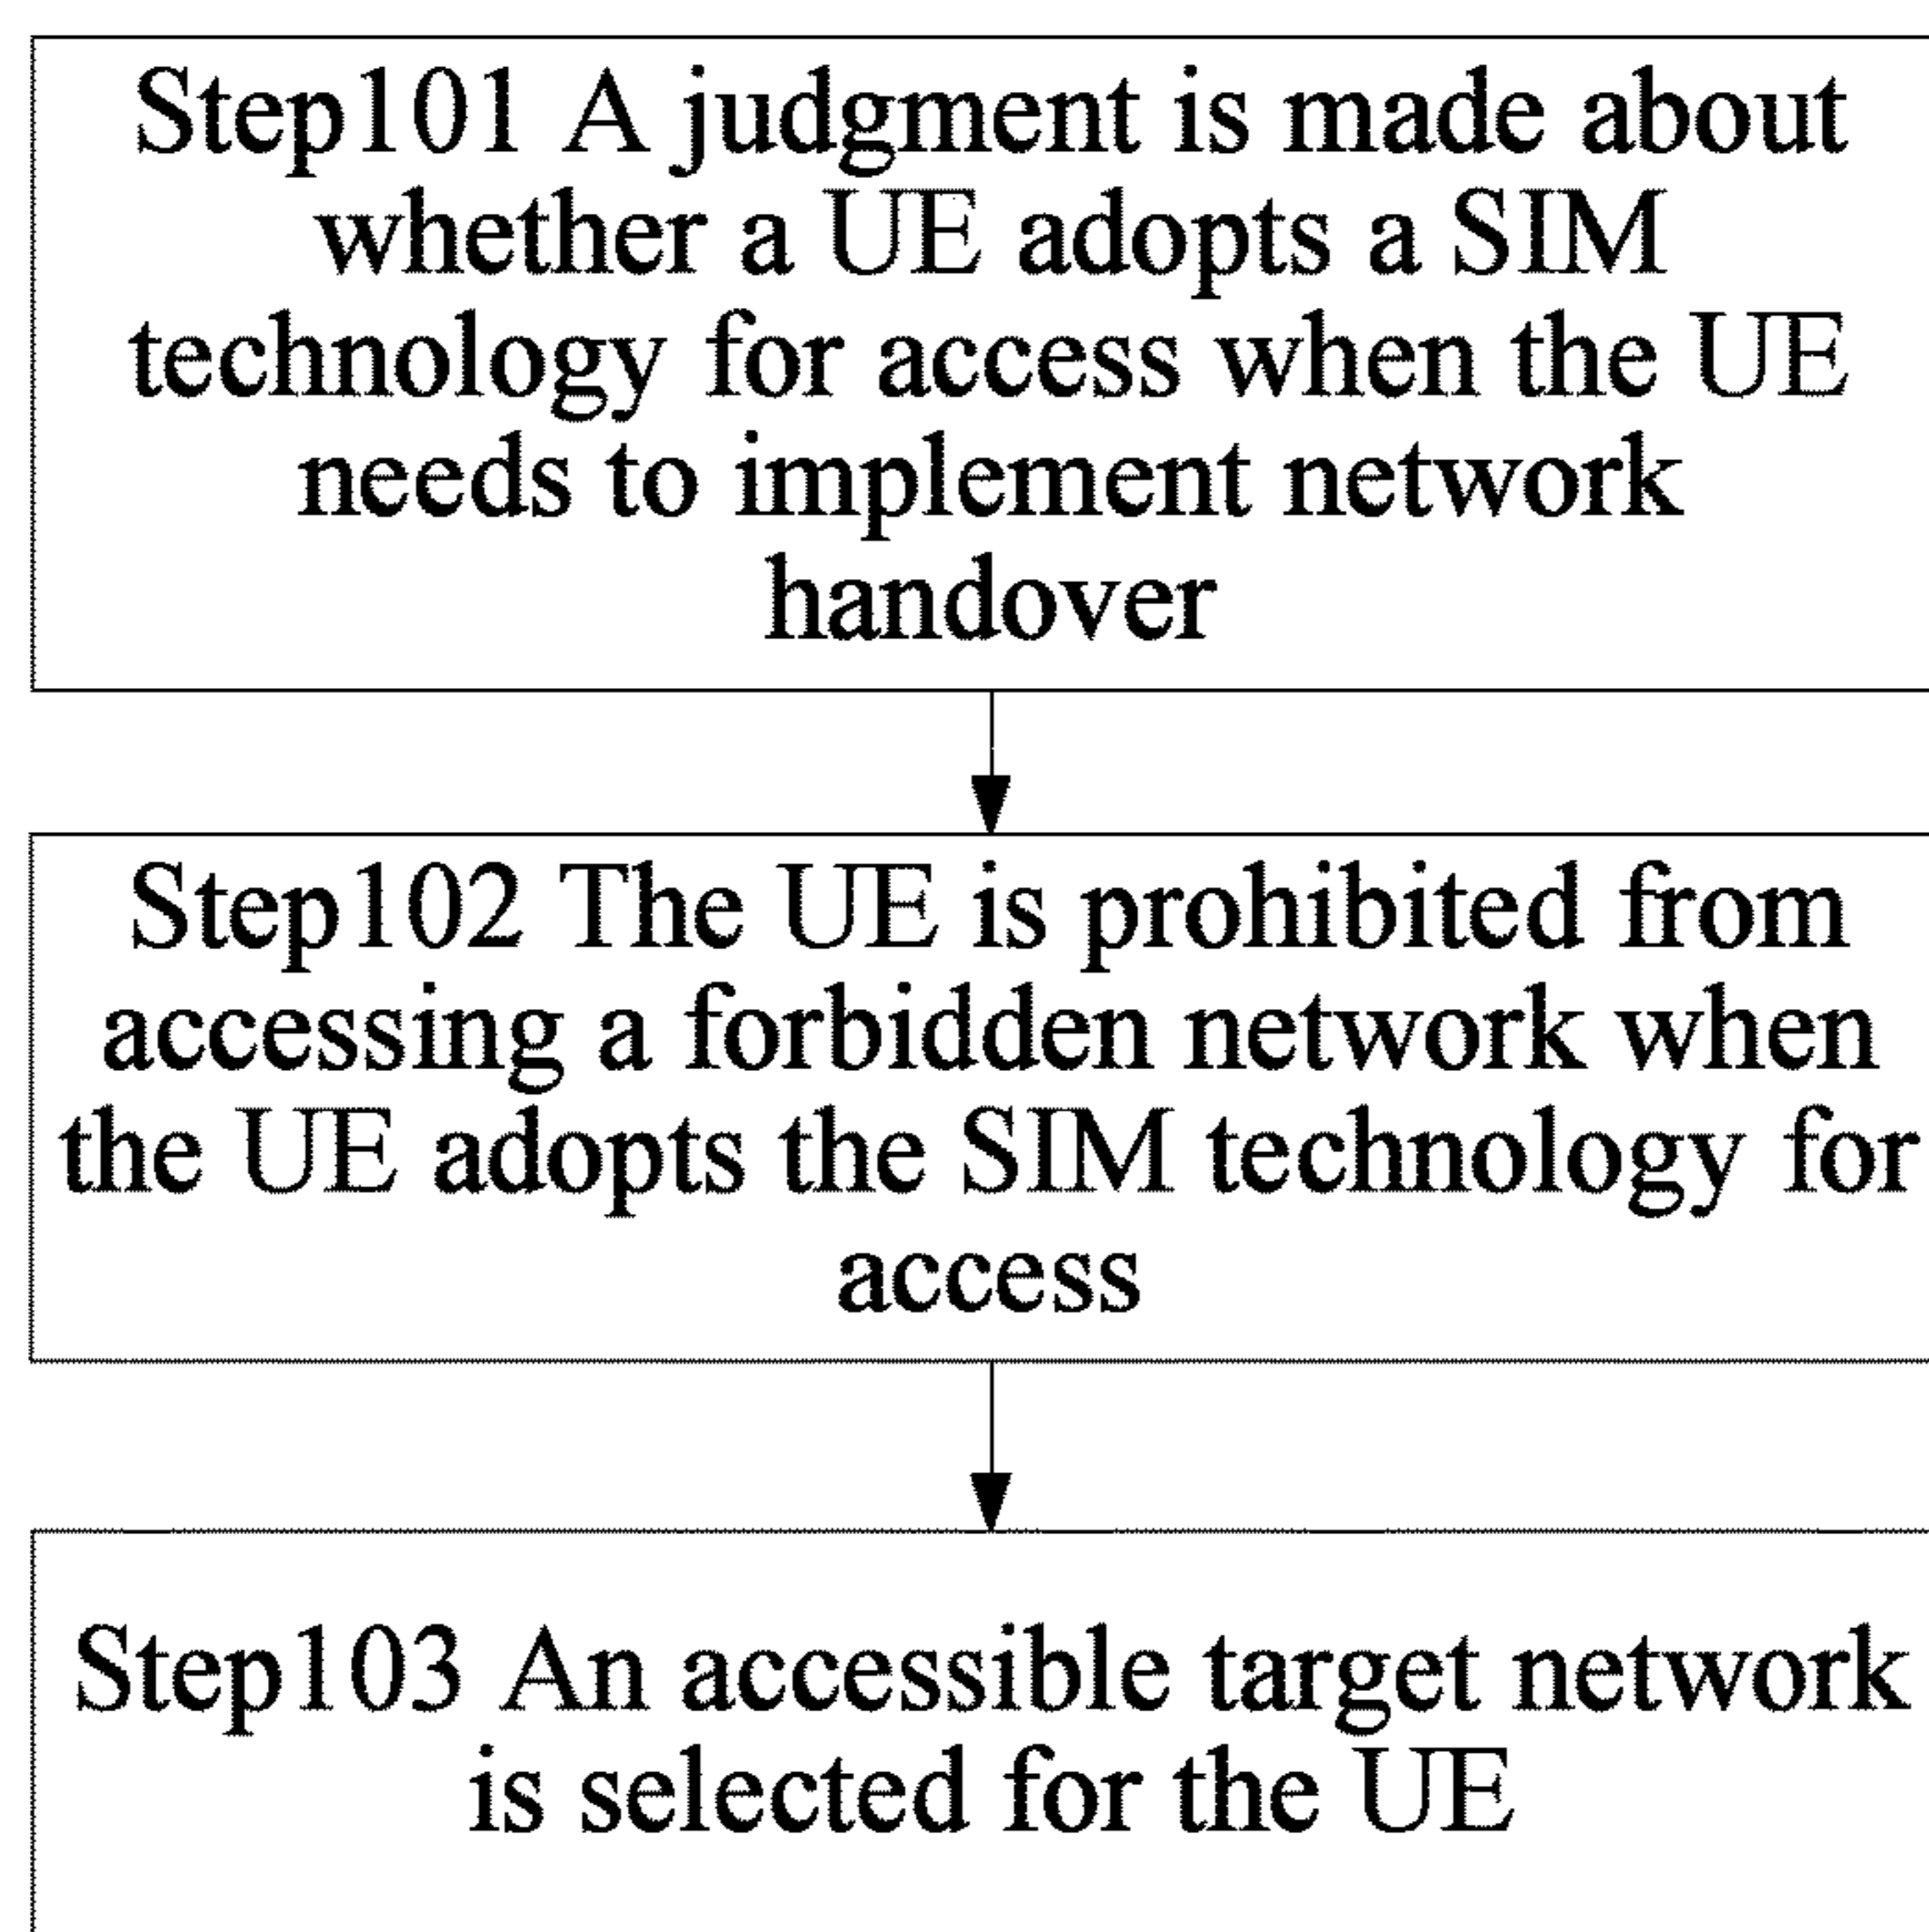 Step101 A judgment is made about
whether a UE adopts a SIM
technology for access when the UE
needs to implement network
handover
Step102 The UE is prohibited from
accessing a forbidden network when
the UE adopts the SIM technology for
access
Step103 An accessible target network
is selected for the UE